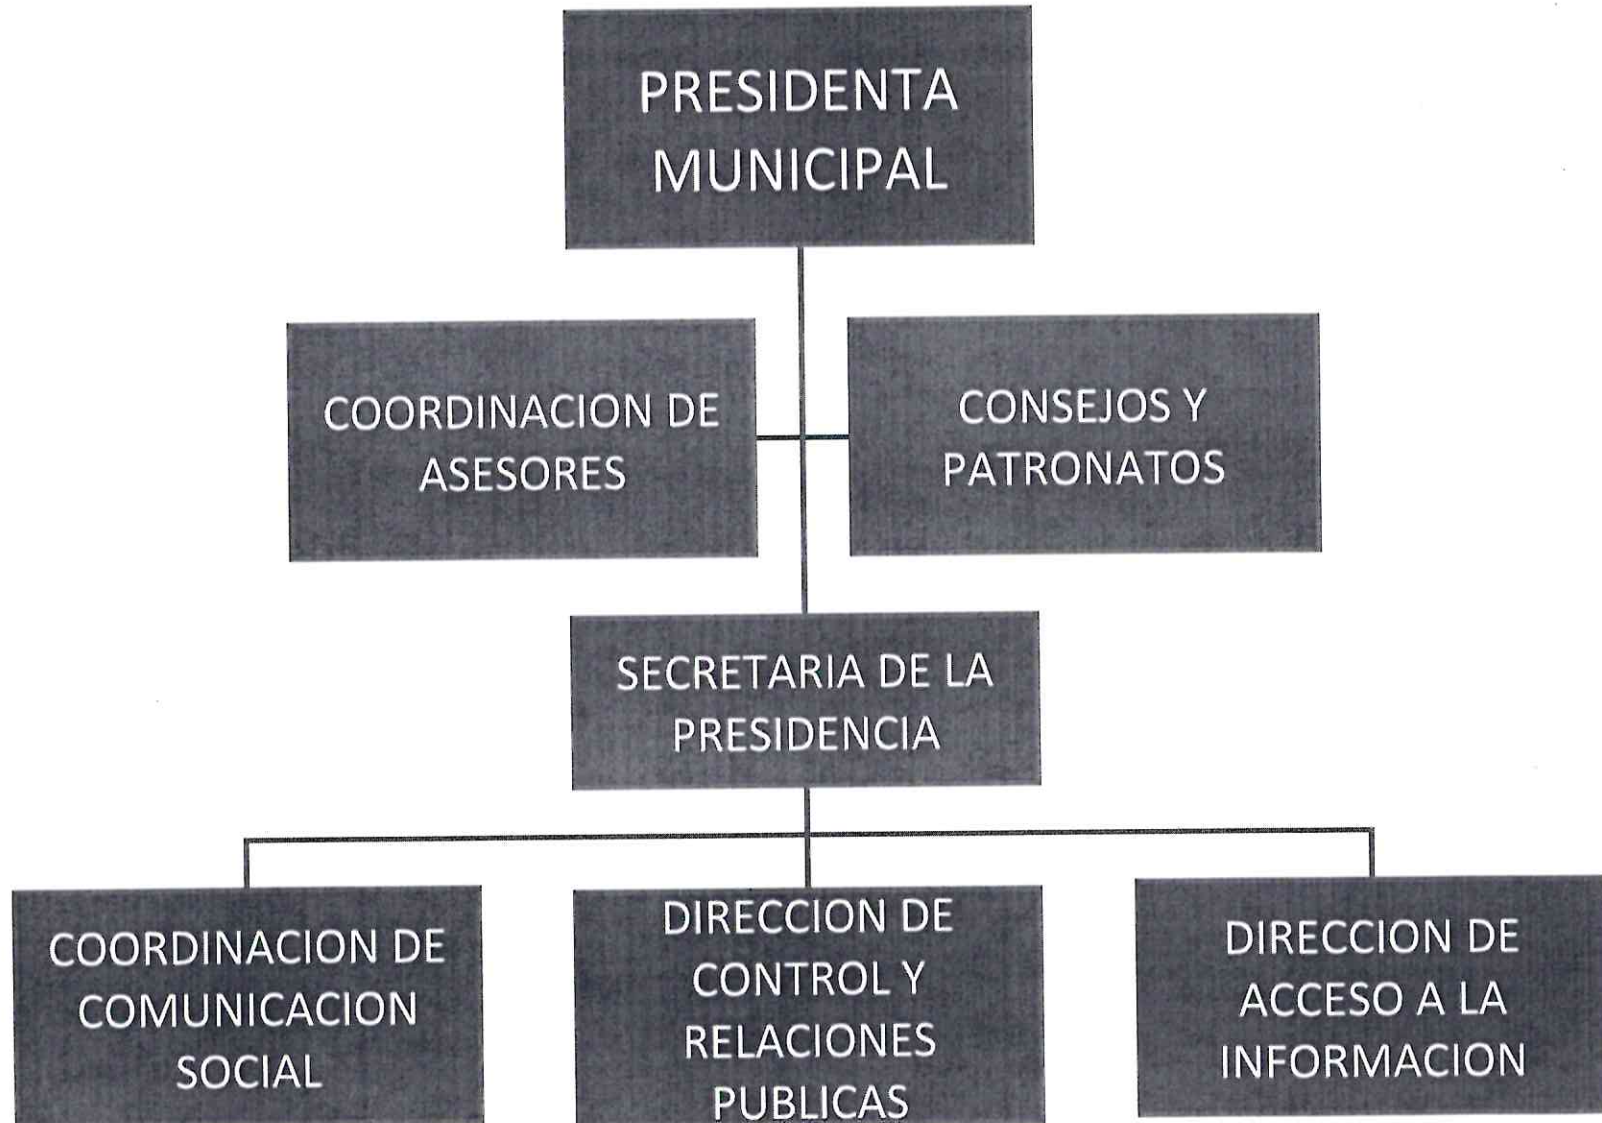 PRESIDENTA
MUNICIPAL
COORDINACION DE
ASESORES
CONSEJOS Y
PATRONATOS
SECRETARIA DE LA
PRESIDENCIA
COORDINACION DE
COMUNICACION
SOCIAL
DIRECCION DE
CONTROL Y
RELACIONES
PUBLICAS
DIRECCION DE
ACCESO A LA
INFORMACION